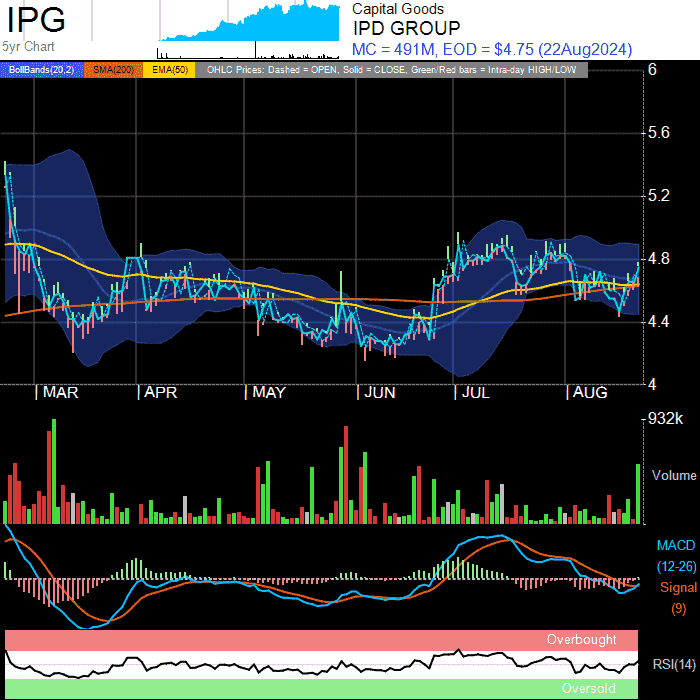 IPG
5yr Chart
Capital Goods
IPD GROUP
MC = 491M, EOD = $4.75 (22Aug2024)
BollBands(20,2) SMA(200) EMA(50) OHLC Prices: Dashed = OPEN, Solid = CLOSE, Green/Red bars = Intra-day HIGH/LOW
6
5.6
5.2
4.8
4.4
4
MAR APR MAY JUN JUL AUG
932k
Volume
MACD
(12-26)
Signal
(9)
Overbought
RSI(14)
Oversold